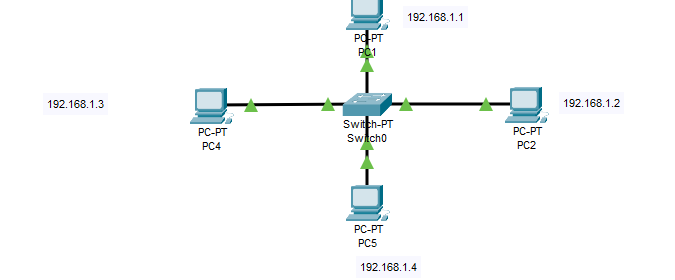 192.168.1.1
PC-PT
PC1
192.168.1.3
192.168.1.2
Switch-PT
Switch0
PC-PT
PC4
PC-PT
PC2
PC-PT
PC5
192.168.1.4